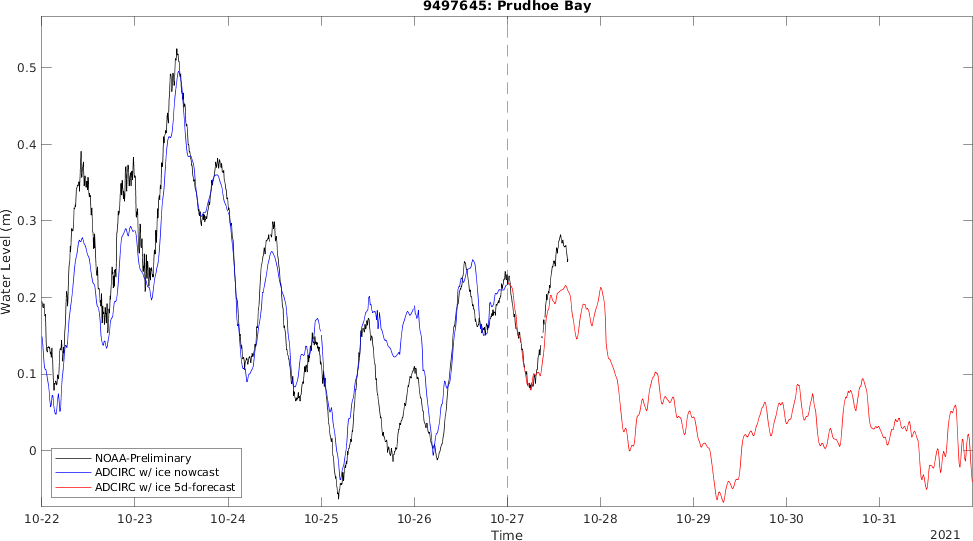 9497645: Prudhoe Bay
Water Level (m)
0.5
0.4
0.3
0.2
0.1
0
NOAA-Preliminary
ADCIRC w/ ice nowcast
ADCIRC w/ ice 5d-forecast
10-22 10-23 10-24 10-25 10-26 10-27 10-28 10-29 10-30 10-31
Time
2021